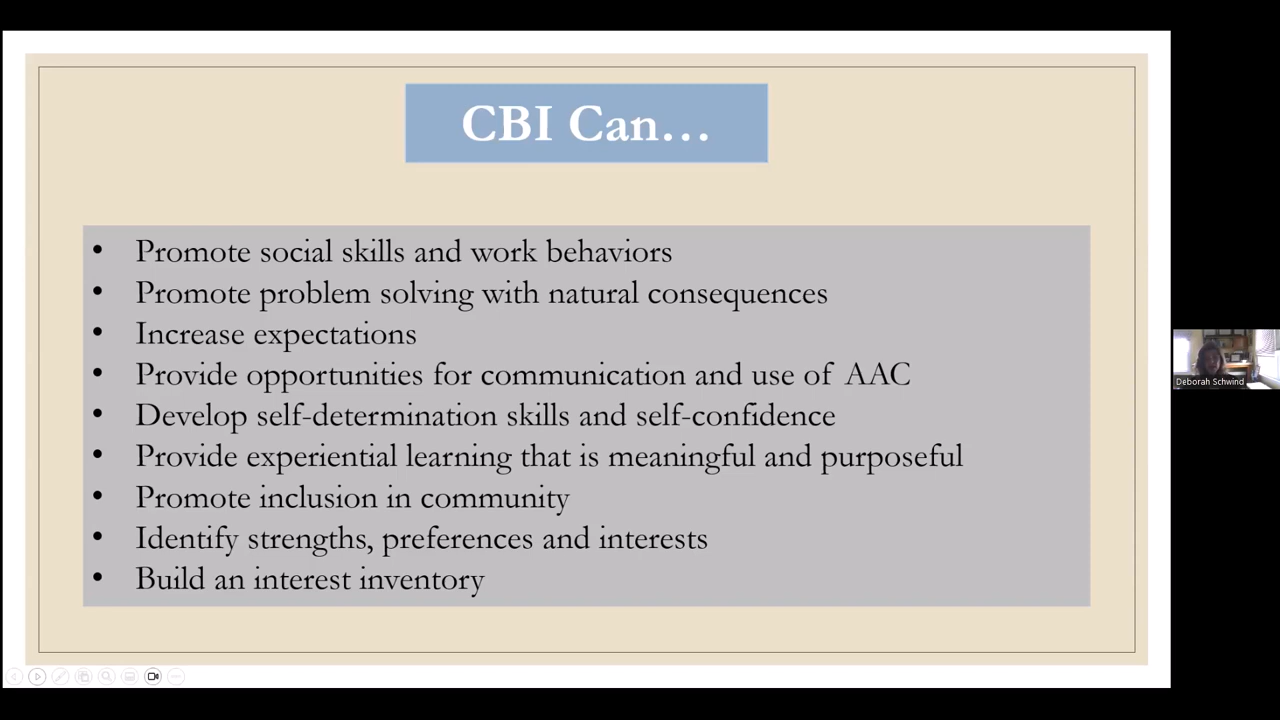 CBI Can…
• Promote social skills and work behaviors
• Promote problem solving with natural consequences
• Increase expectations
• Provide opportunities for communication and use of AAC
• Develop self-determination skills and self-confidence
• Provide experiential learning that is meaningful and purposeful
• Promote inclusion in community
• Identify strengths, preferences and interests
• Build an interest inventory
Deborah Schwind